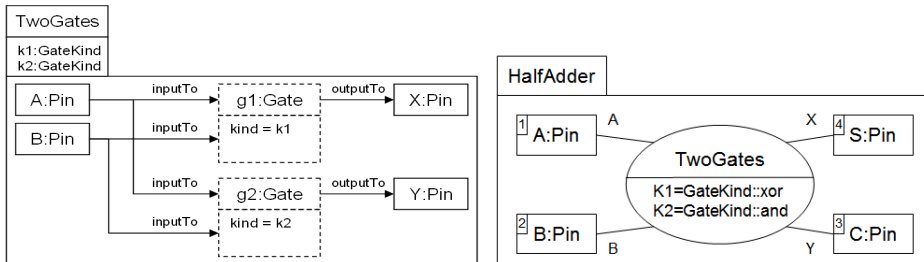 TwoGates
k1:GateKind
k2:GateKind
A:Pin
inputTo
g1:Gate
outputTo
X:Pin
B:Pin
inputTo
kind = k1
inputTo
g2:Gate
outputTo
Y:Pin
inputTo
kind = k2
HalfAdder
1
A:Pin
A
X
4
S:Pin
TwoGates
K1=GateKind::xor
K2=GateKind::and
2
B:Pin
B
Y
3
C:Pin